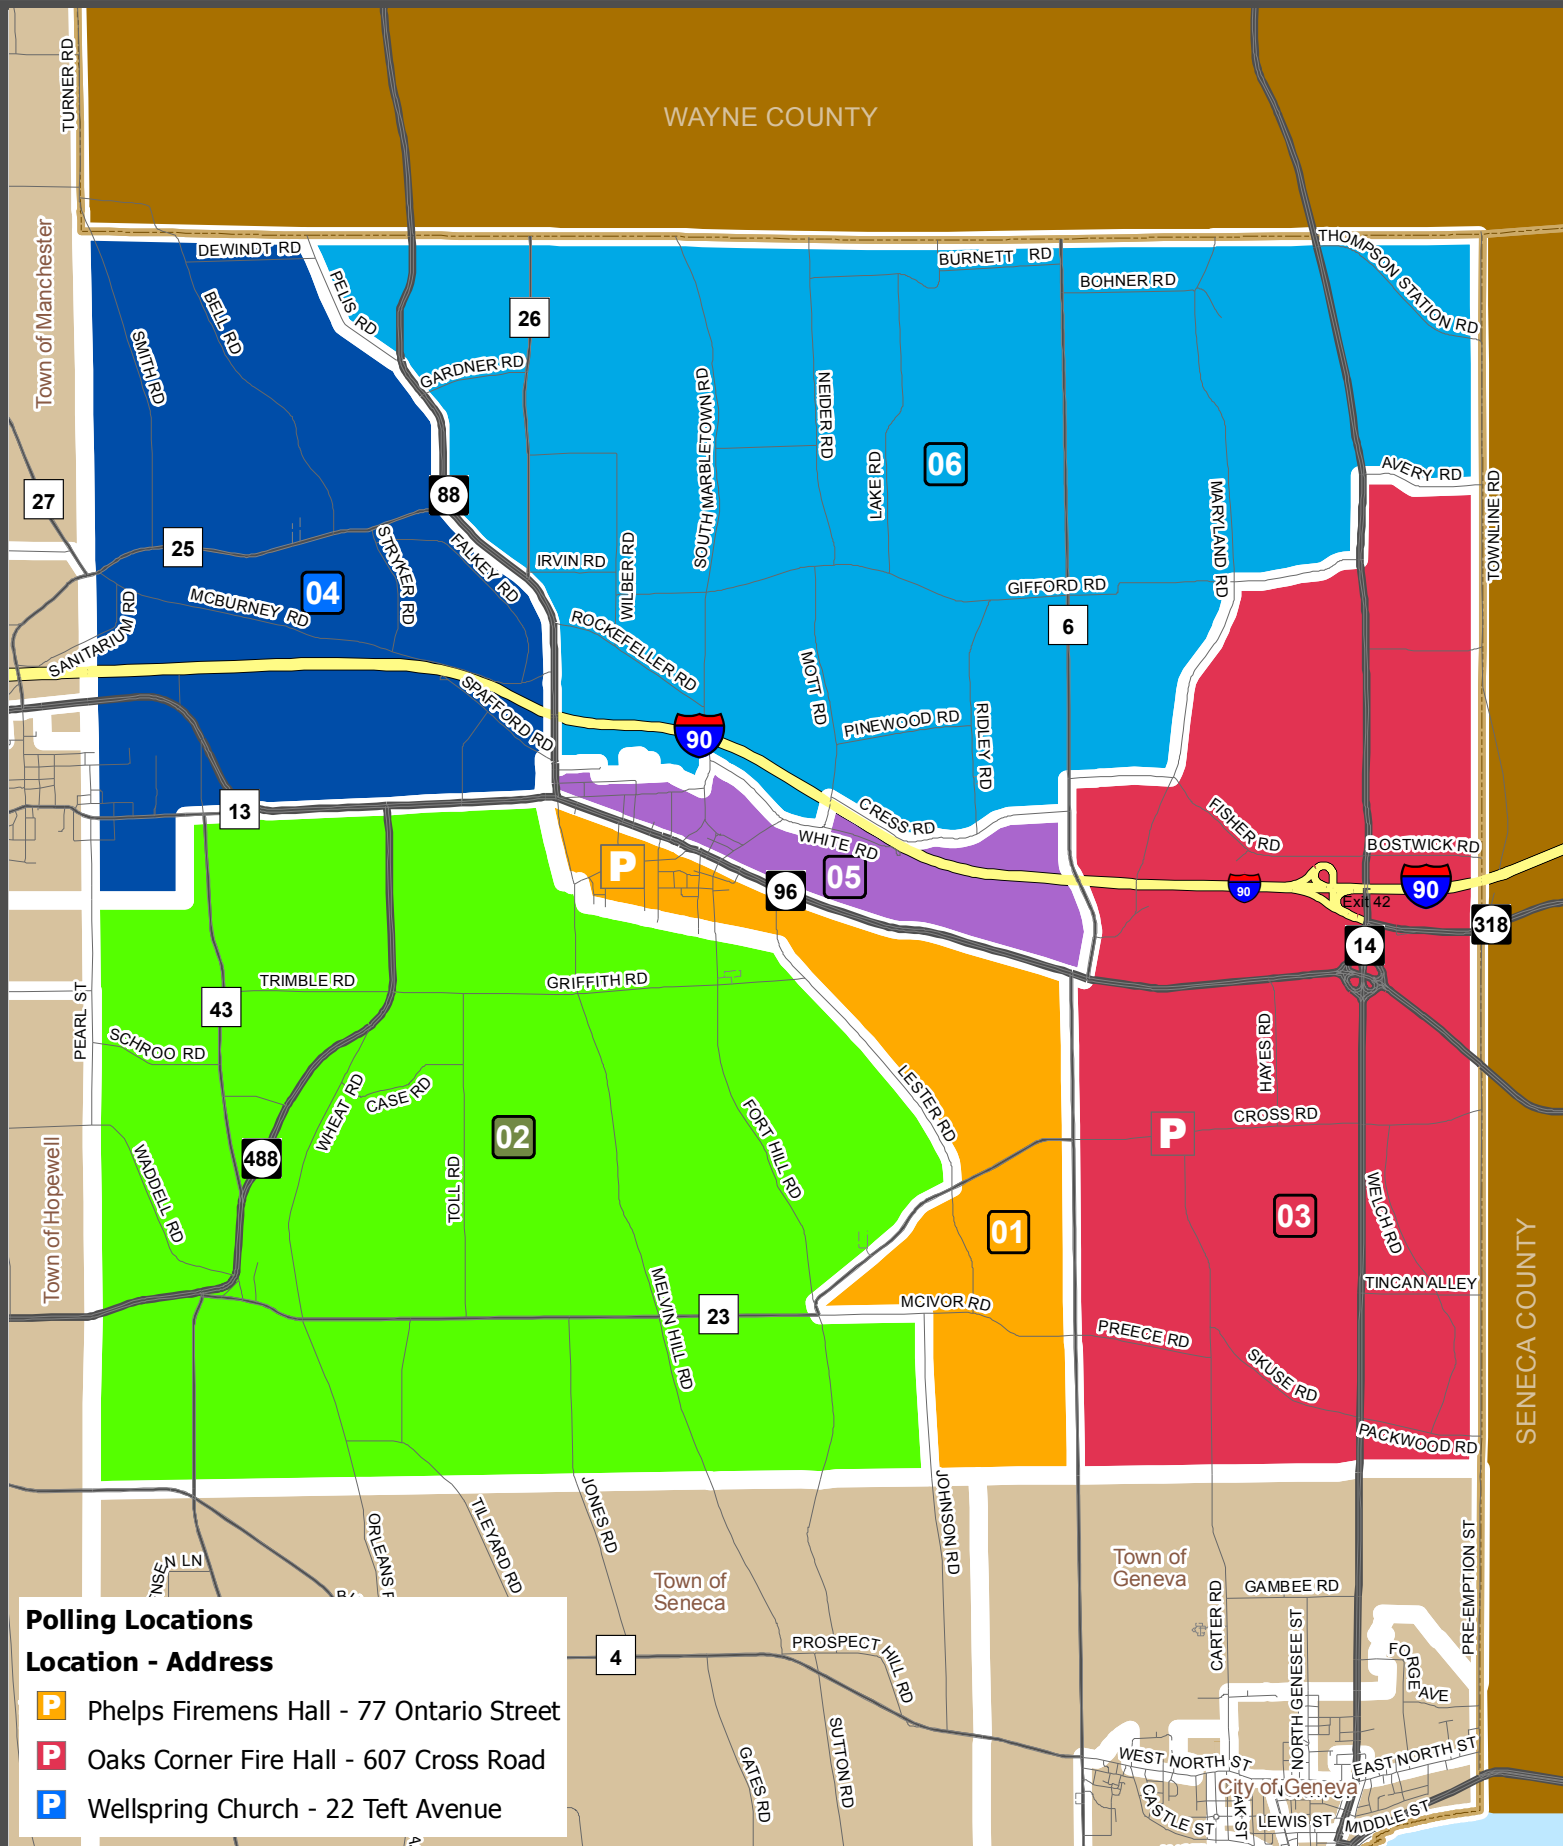 WAYNE COUNTY
TURNER RD
Town of Manchester
DEWINDT RD
PELIS RD
BELL RD
SMITH RD
26
GARDNER RD
SOUTH MARBLETOWN RD
NEIDER RD
LAKE RD
BURNETT RD
BOHNER RD
THOMPSON STATION RD
06
AVERY RD
TOWNLINE RD
MARYLAND RD
27
25
88
04
STRYKER RD
FALKEY RD
MCBURNEY RD
SANITARIUM RD
IRVIN RD
WILBER RD
ROCKEFELLER RD
GIFFORD RD
6
MOTT RD
PINEWOOD RD
RIDLEY RD
SPAFFORD RD
90
CRESS RD
WHITE RD
05
FISHER RD
BOSTWICK RD
90
90
Exit 42
318
14
13
P
96
PEARL ST
43
TRIMBLE RD
GRIFFITH RD
SCHROO RD
WHEAT RD
CASE RD
LESTER RD
HAYES RD
CROSS RD
P
02
FORT HILL RD
488
WADDELL RD
TOLL RD
Town of Hopewell
01
03
WELCH RD
TINCAN ALLEY
SENECA COUNTY
MELVIN HILL RD
23
MCIVOR RD
PREECE RD
SKUSE RD
PACKWOOD RD
JONES RD
JOHNSON RD
TILEYARD RD
ORLEANS R
NSEN LN
Town of
Seneca
Town of
Geneva
GAMBEE RD
CARTER RD
NORTH GENESEE ST
PRE-EMPTION ST
FORGE AVE
4
PROSPECT HILL RD
SUTTON RD
GATES RD
WEST NORTH ST
EAST NORTH ST
City of Geneva
CASTLE ST
LEWIS ST
MIDDLE ST
Polling Locations
Location - Address
P Phelps Firemens Hall - 77 Ontario Street
P Oaks Corner Fire Hall - 607 Cross Road
P Wellspring Church - 22 Teft Avenue